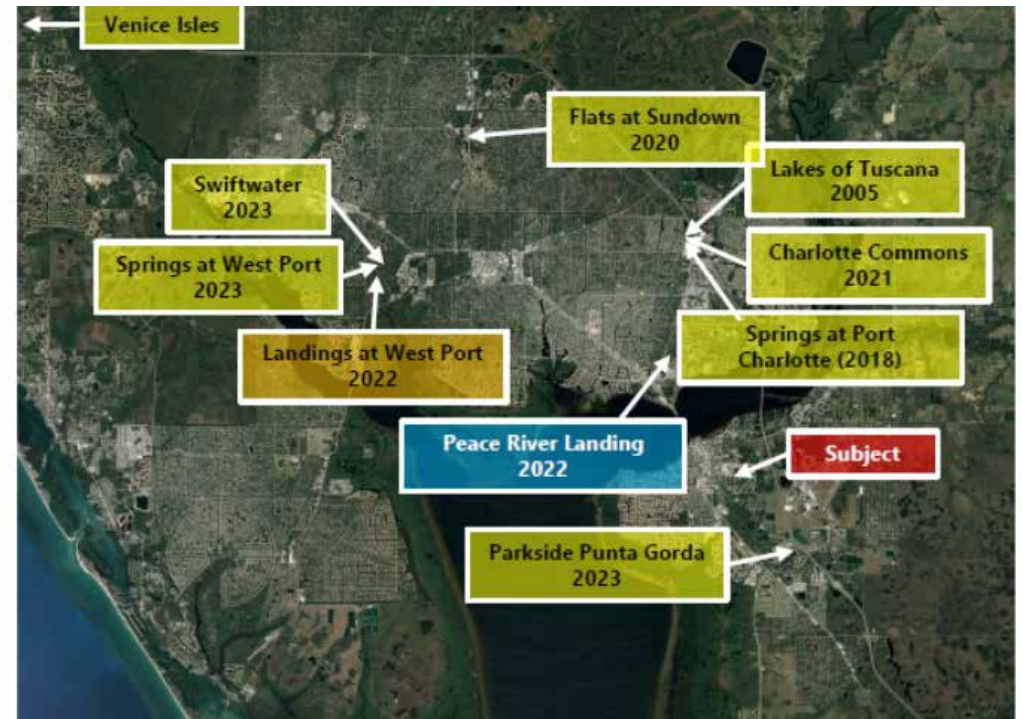 Venice Isles
Flats at Sundown
2020
Lakes of Tuscana
2005
Swiftwater
2023
Charlotte Commons
2021
Springs at West Port
2023
Springs at Port
Charlotte (2018)
Landings at West Port
2022
Peace River Landing
2022
Subject
Parkside Punta Gorda
2023